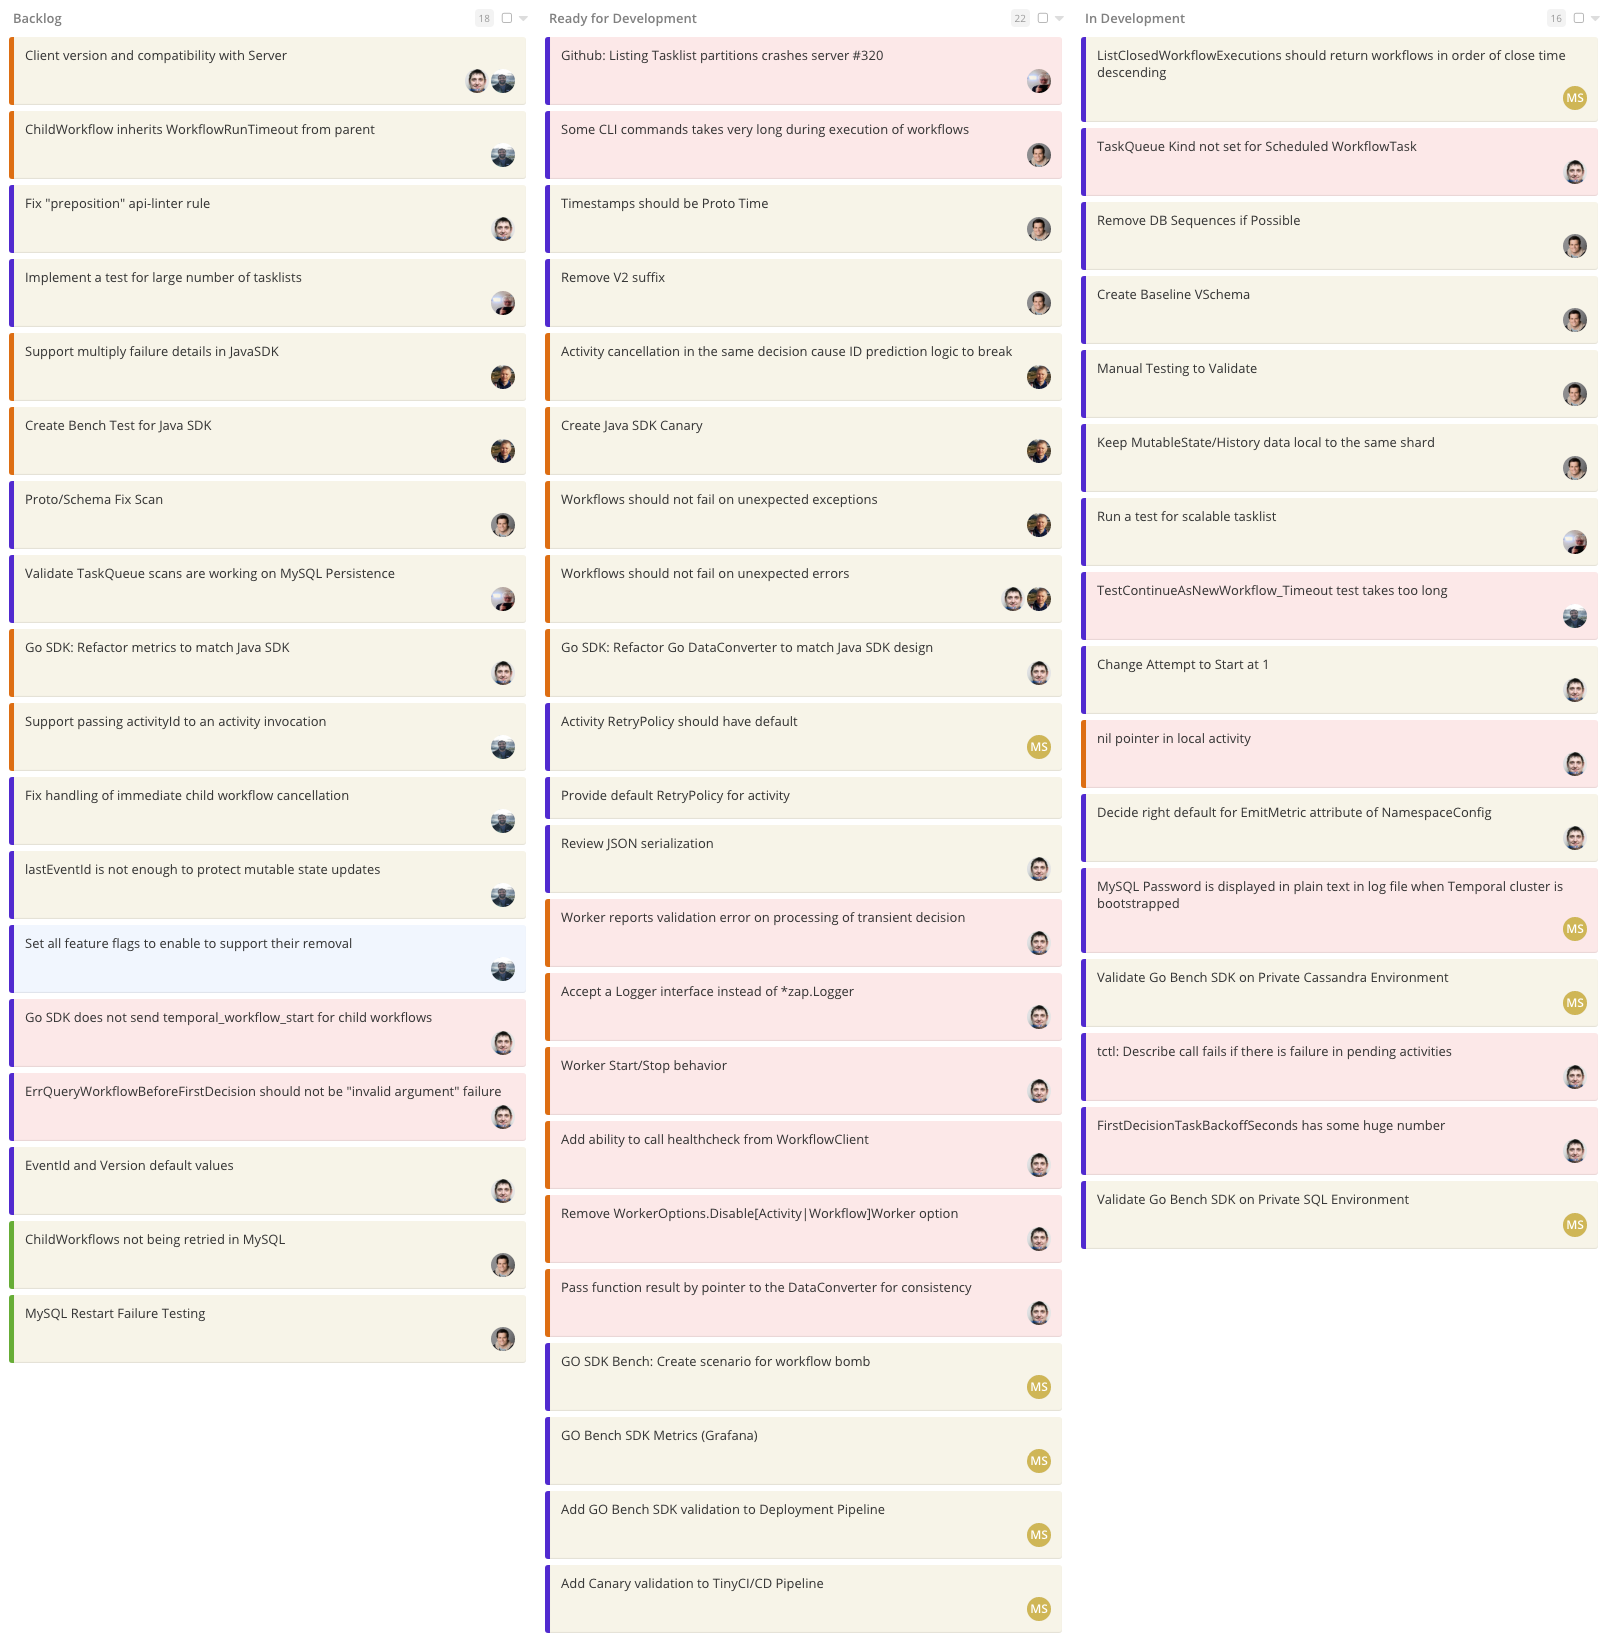 Backlog
18
Client version and compatibility with Server
ChildWorkflow inherits WorkflowRunTimeout from parent
Fix "preposition" api-linter rule
Implement a test for large number of tasklists
Support multiply failure details in JavaSDK
Create Bench Test for Java SDK
Proto/Schema Fix Scan
Validate TaskQueue scans are working on MySQL Persistence
Go SDK: Refactor metrics to match Java SDK
Support passing activityId to an activity invocation
Fix handling of immediate child workflow cancellation
lastEventId is not enough to protect mutable state updates
Set all feature flags to enable to support their removal
Go SDK does not send temporal_workflow_start for child workflows
ErrQueryWorkflowBeforeFirstDecision should not be "invalid argument" failure
EventId and Version default values
ChildWorkflows not being retried in MySQL
MySQL Restart Failure Testing
Ready for Development
22
Github: Listing Tasklist partitions crashes server #320
Some CLI commands takes very long during execution of workflows
Timestamps should be Proto Time
Remove V2 suffix
Activity cancellation in the same decision cause ID prediction logic to break
Create Java SDK Canary
Workflows should not fail on unexpected exceptions
Workflows should not fail on unexpected errors
Go SDK: Refactor Go DataConverter to match Java SDK design
Activity RetryPolicy should have default
MS
Provide default RetryPolicy for activity
Review JSON serialization
Worker reports validation error on processing of transient decision
Accept a Logger interface instead of *zap.Logger
Worker Start/Stop behavior
Add ability to call healthcheck from WorkflowClient
Remove WorkerOptions.Disable[Activity|Workflow]Worker option
Pass function result by pointer to the DataConverter for consistency
GO SDK Bench: Create scenario for workflow bomb
MS
GO Bench SDK Metrics (Grafana)
MS
Add GO Bench SDK validation to Deployment Pipeline
MS
Add Canary validation to TinyCI/CD Pipeline
MS
In Development
16
ListClosedWorkflowExecutions should return workflows in order of close time
descending
MS
TaskQueue Kind not set for Scheduled WorkflowTask
Remove DB Sequences if Possible
Create Baseline VSchema
Manual Testing to Validate
Keep MutableState/History data local to the same shard
Run a test for scalable tasklist
TestContinueAsNewWorkflow_Timeout test takes too long
Change Attempt to Start at 1
nil pointer in local activity
Decide right default for EmitMetric attribute of NamespaceConfig
MySQL Password is displayed in plain text in log file when Temporal cluster is
bootstrapped
MS
Validate Go Bench SDK on Private Cassandra Environment
MS
tctl: Describe call fails if there is failure in pending activities
FirstDecisionTaskBackoffSeconds has some huge number
Validate Go Bench SDK on Private SQL Environment
MS